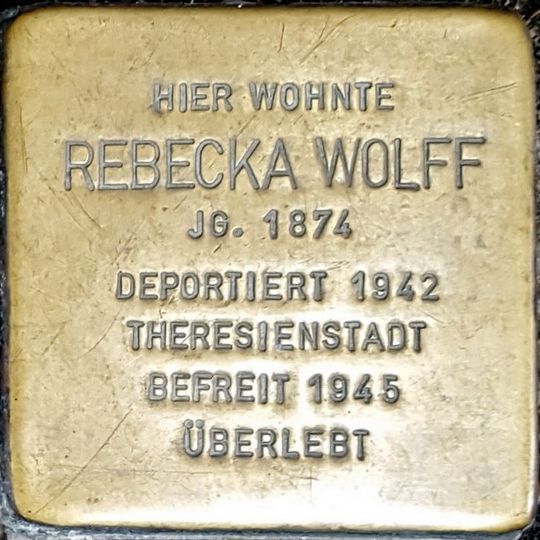 HIER WOHNTE
REBECKA WOLFF
JG. 1874
DEPORTIERT 1942
THERESIENSTADT
BEFREIT 1945
ÜBERLEBT